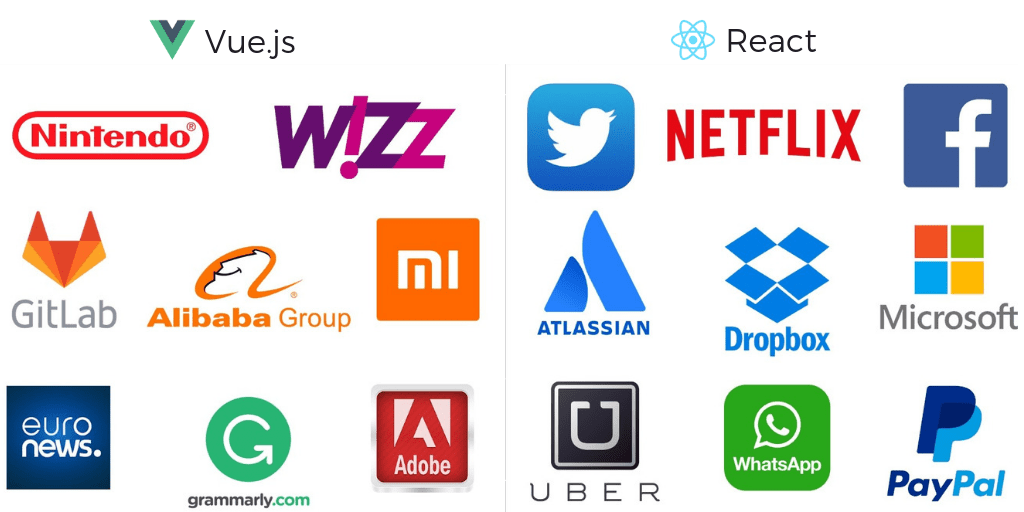 Vue.js
React
Nintendo®
W!ZZ
NETFLIX
GitLab
Alibaba Group
®
mi
ATLASSIAN
Dropbox
Microsoft
euro
news.
grammarly.com
Adobe
UBER
WhatsApp
PayPal